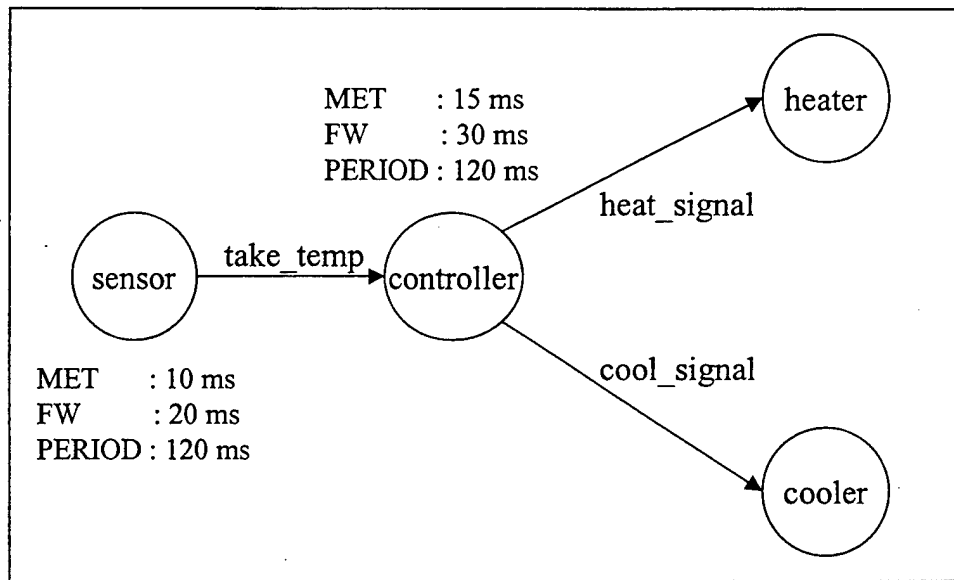 MET : 15 ms
FW : 30 ms
PERIOD : 120 ms
heater
heat_signal
sensor
take_temp
controller
MET : 10 ms
FW : 20 ms
PERIOD : 120 ms
cool_signal
cooler